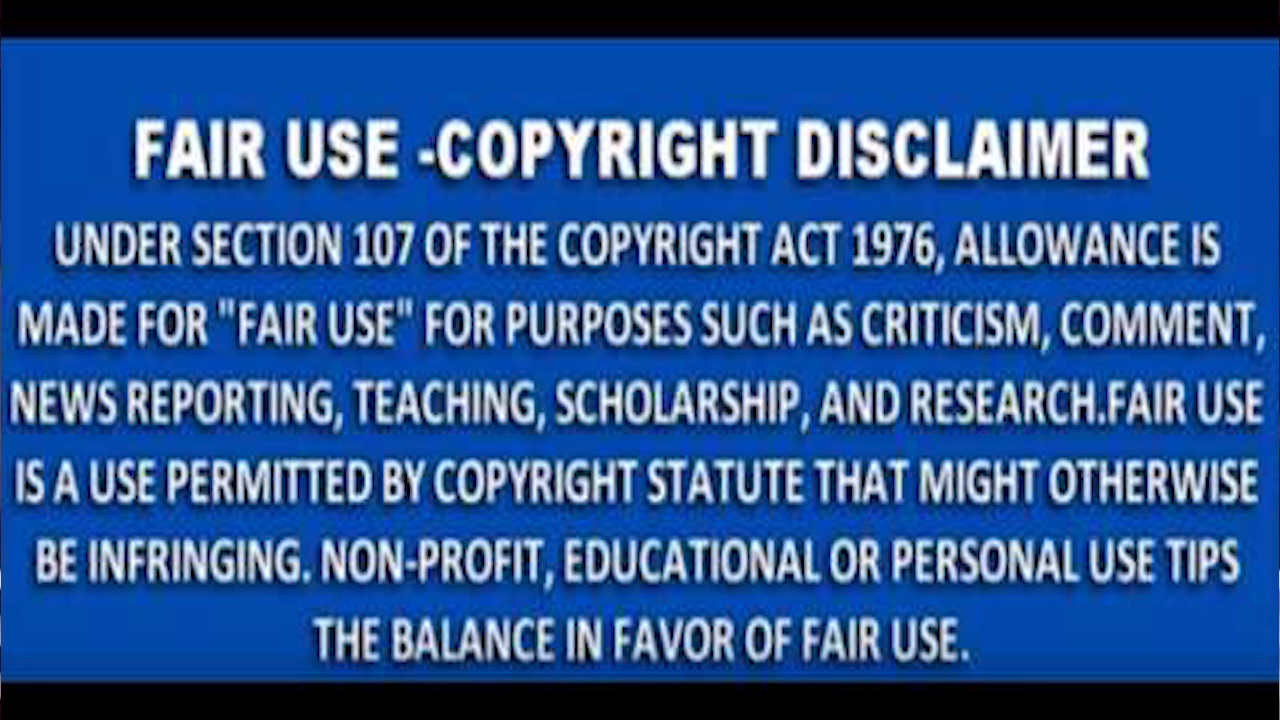 FAIR USE -COPYRIGHT DISCLAIMER
UNDER SECTION 107 OF THE COPYRIGHT ACT 1976, ALLOWANCE IS
MADE FOR "FAIR USE" FOR PURPOSES SUCH AS CRITICISM, COMMENT,
NEWS REPORTING, TEACHING, SCHOLARSHIP, AND RESEARCH.FAIR USE
IS A USE PERMITTED BY COPYRIGHT STATUTE THAT MIGHT OTHERWISE
BE INFRINGING. NON-PROFIT, EDUCATIONAL OR PERSONAL USE TIPS
THE BALANCE IN FAVOR OF FAIR USE.